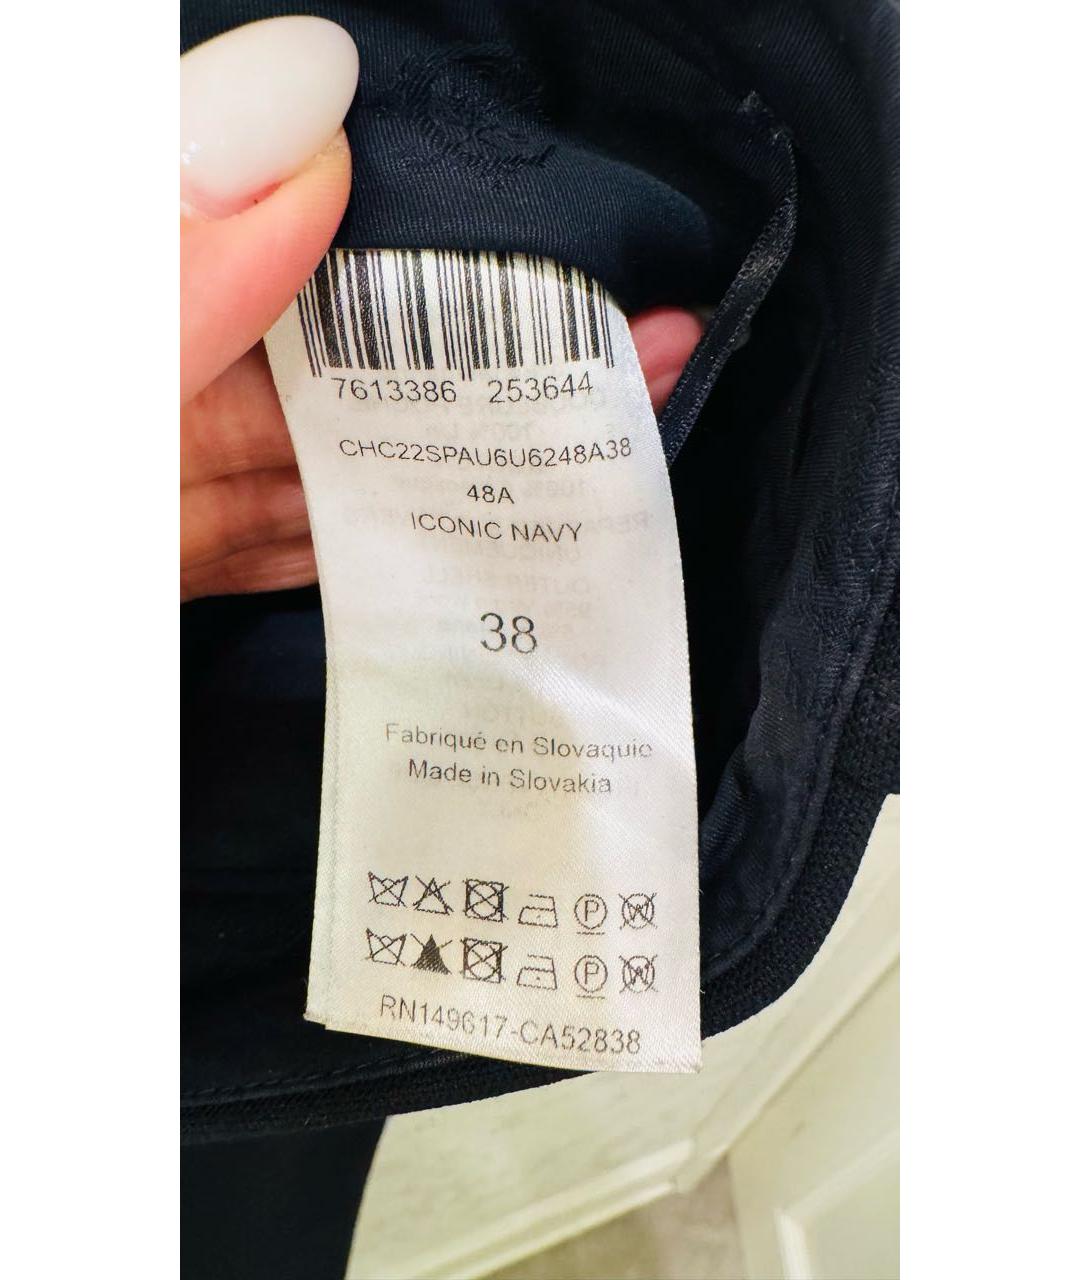 7613386 253644
CHC22SPAU6U6248A38
48A
ICONIC NAVY
38
Fabriqué en Slovaquie
Made in Slovakia
P W
P W
RN149617-CA52838